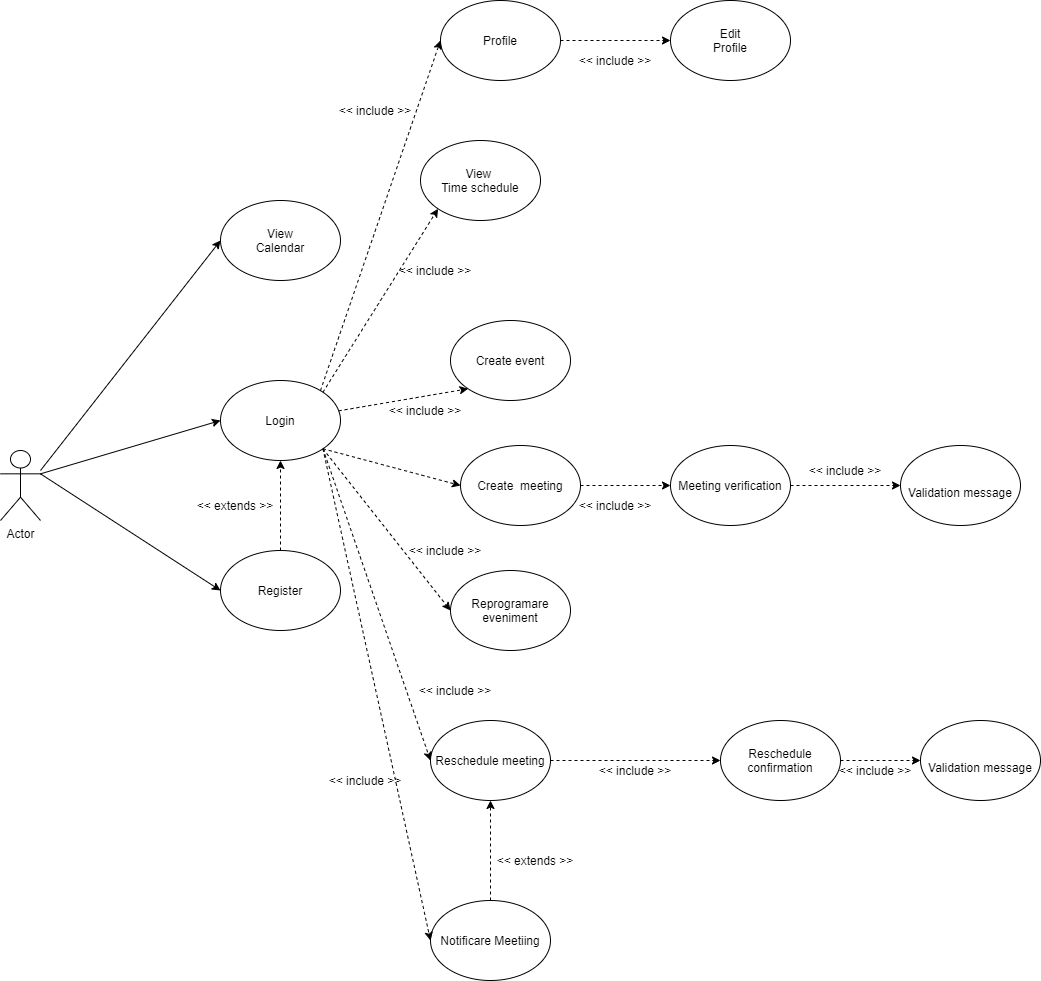 Profile
Edit
Profile
<< include >>
<< include >>
View
Time schedule
View
Calendar
<< include >>
Create event
<< include >>
Login
Create  meeting
Meeting verification
<< include >>
Validation message
<< include >>
<< extends >>
Actor
<< include >>
Register
Reprogramare
eveniment
<< include >>
Reschedule meeting
<< include >>
Reschedule
confirmation
<< include >>
Validation message
<< include >>
<< extends >>
Notificare Meetiing